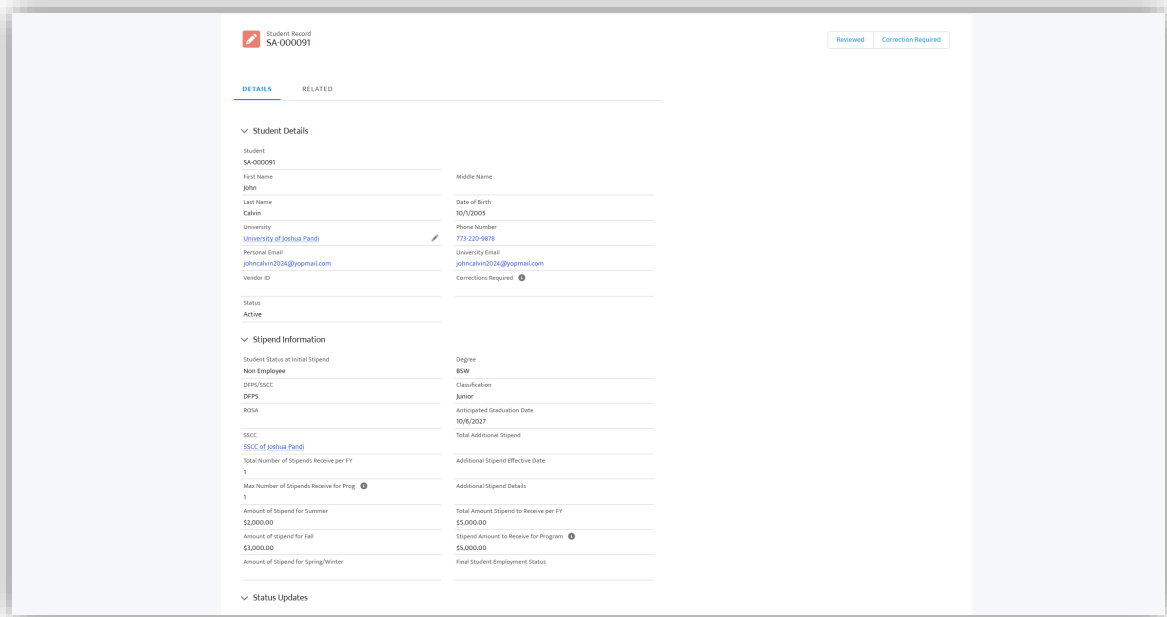 Student Record
SA-000091
Reviewed
Correction Required
DETAILS
RELATED
Student Details
Student
SA-000091
First Name
John
Middle Name
Last Name
Calvin
Date of Birth
10/1/2005
University
University of Joshua Pandi
Phone Number
773-220-9878
Personal Email
johncalvin2024@yopmail.com
University Email
johncalvin2024@yopmail.com
Vendor ID
Corrections Required
Status
Active
Stipend Information
Student Status at Initial Stipend
Non Employee
Degree
BSW
DFPS/SSCC
DFPS
Classification
Junior
ROSA
Anticipated Graduation Date
10/6/2027
SSCC
SSCC of Joshua Pandi
Total Additional Stipend
Total Number of Stipends Receive per FY
1
Additional Stipend Effective Date
Max Number of Stipends Receive for Prog
1
Additional Stipend Details
Amount of Stipend for Summer
$2,000.00
Total Amount Stipend to Receive per FY
$5,000.00
Amount of stipend for Fall
$3,000.00
Stipend Amount to Receive for Program
$5,000.00
Amount of Stipend for Spring/Winter
Final Student Employment Status
Status Updates